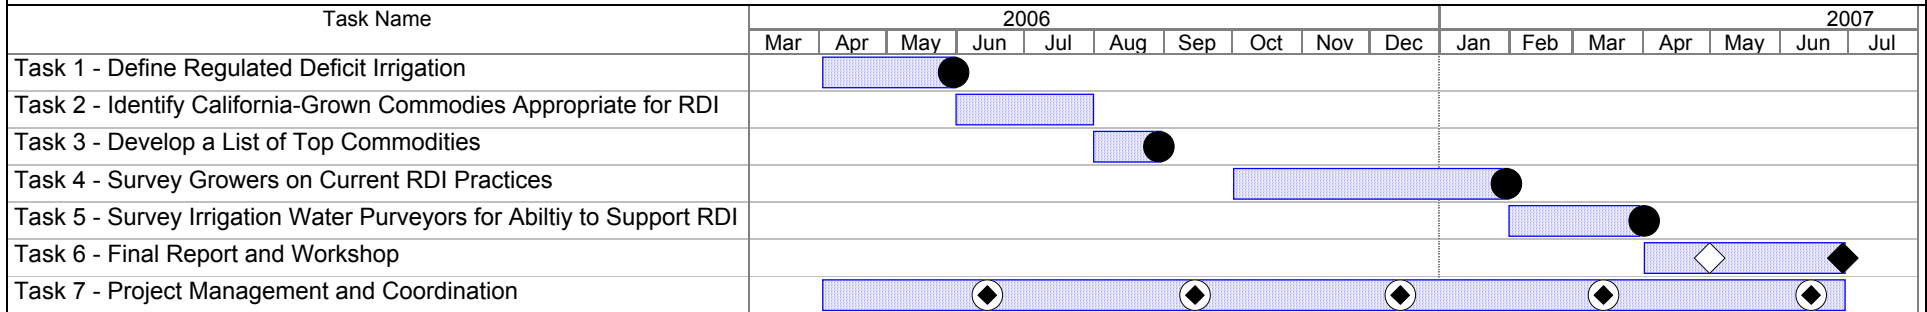 Task Name
2006
2007
Mar Apr May Jun Jul Aug Sep Oct Nov Dec Jan Feb Mar Apr May Jun Jul
Task 1 - Define Regulated Deficit Irrigation
Task 2 - Identify California-Grown Commodies Appropriate for RDI
Task 3 - Develop a List of Top Commodities
Task 4 - Survey Growers on Current RDI Practices
Task 5 - Survey Irrigation Water Purveyors for Abiltiy to Support RDI
Task 6 - Final Report and Workshop
Task 7 - Project Management and Coordination